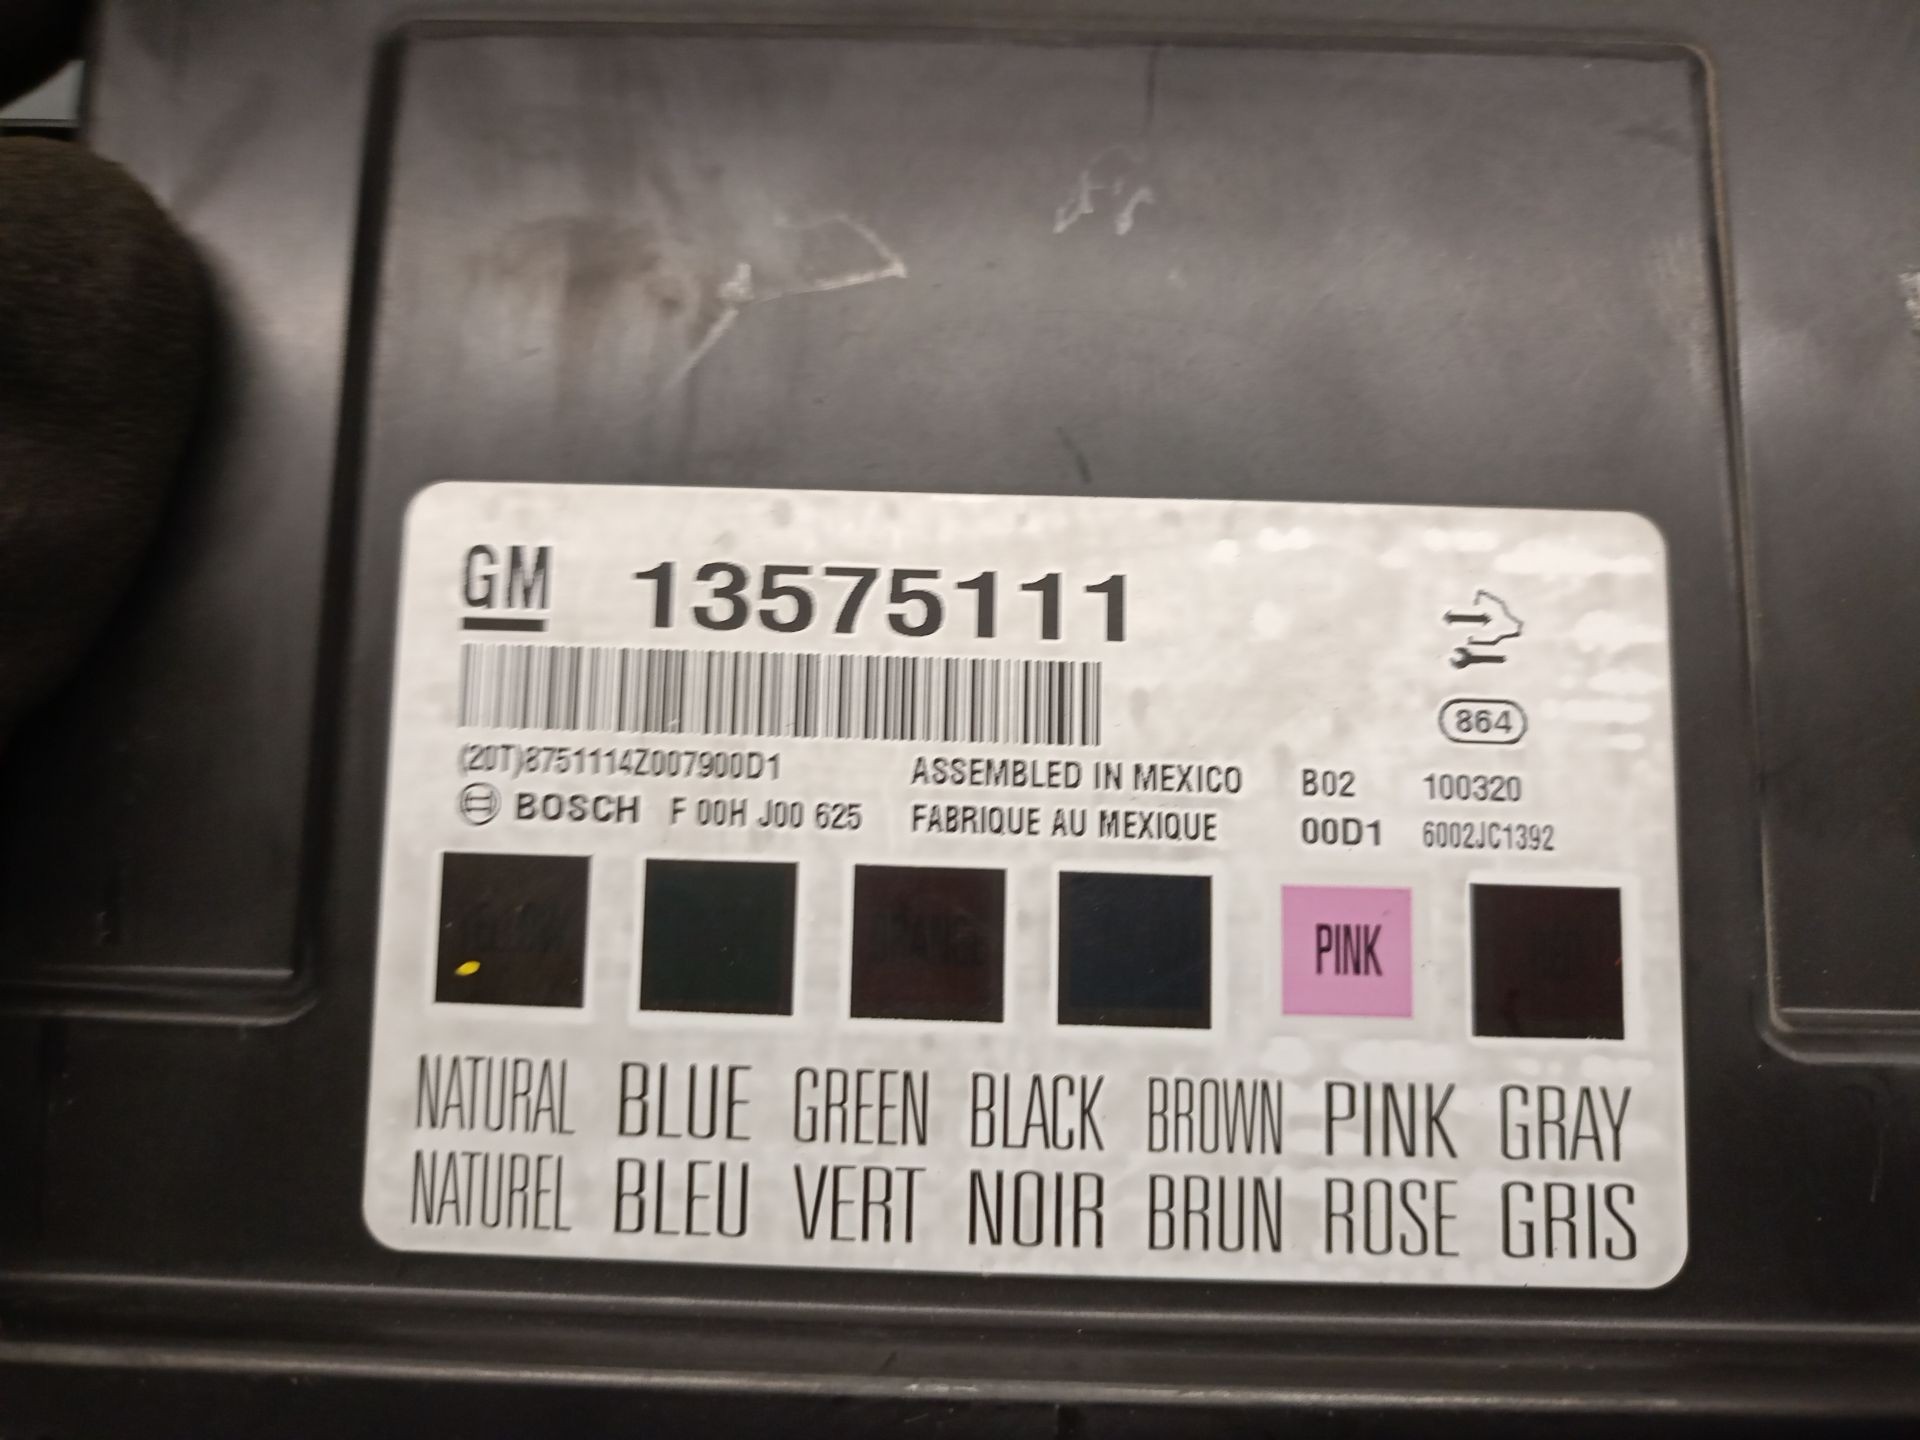 GM 13575111
864
(20T)8751114Z007900D1 ASSEMBLED IN MEXICO B02 100320
BOSCH F 00H J00 625 FABRIQUE AU MEXIQUE 00D1 6002JC1392
PINK
NATURAL BLUE GREEN BLACK BROWN PINK GRAY
NATUREL BLEU VERT NOIR BRUN ROSE GRIS